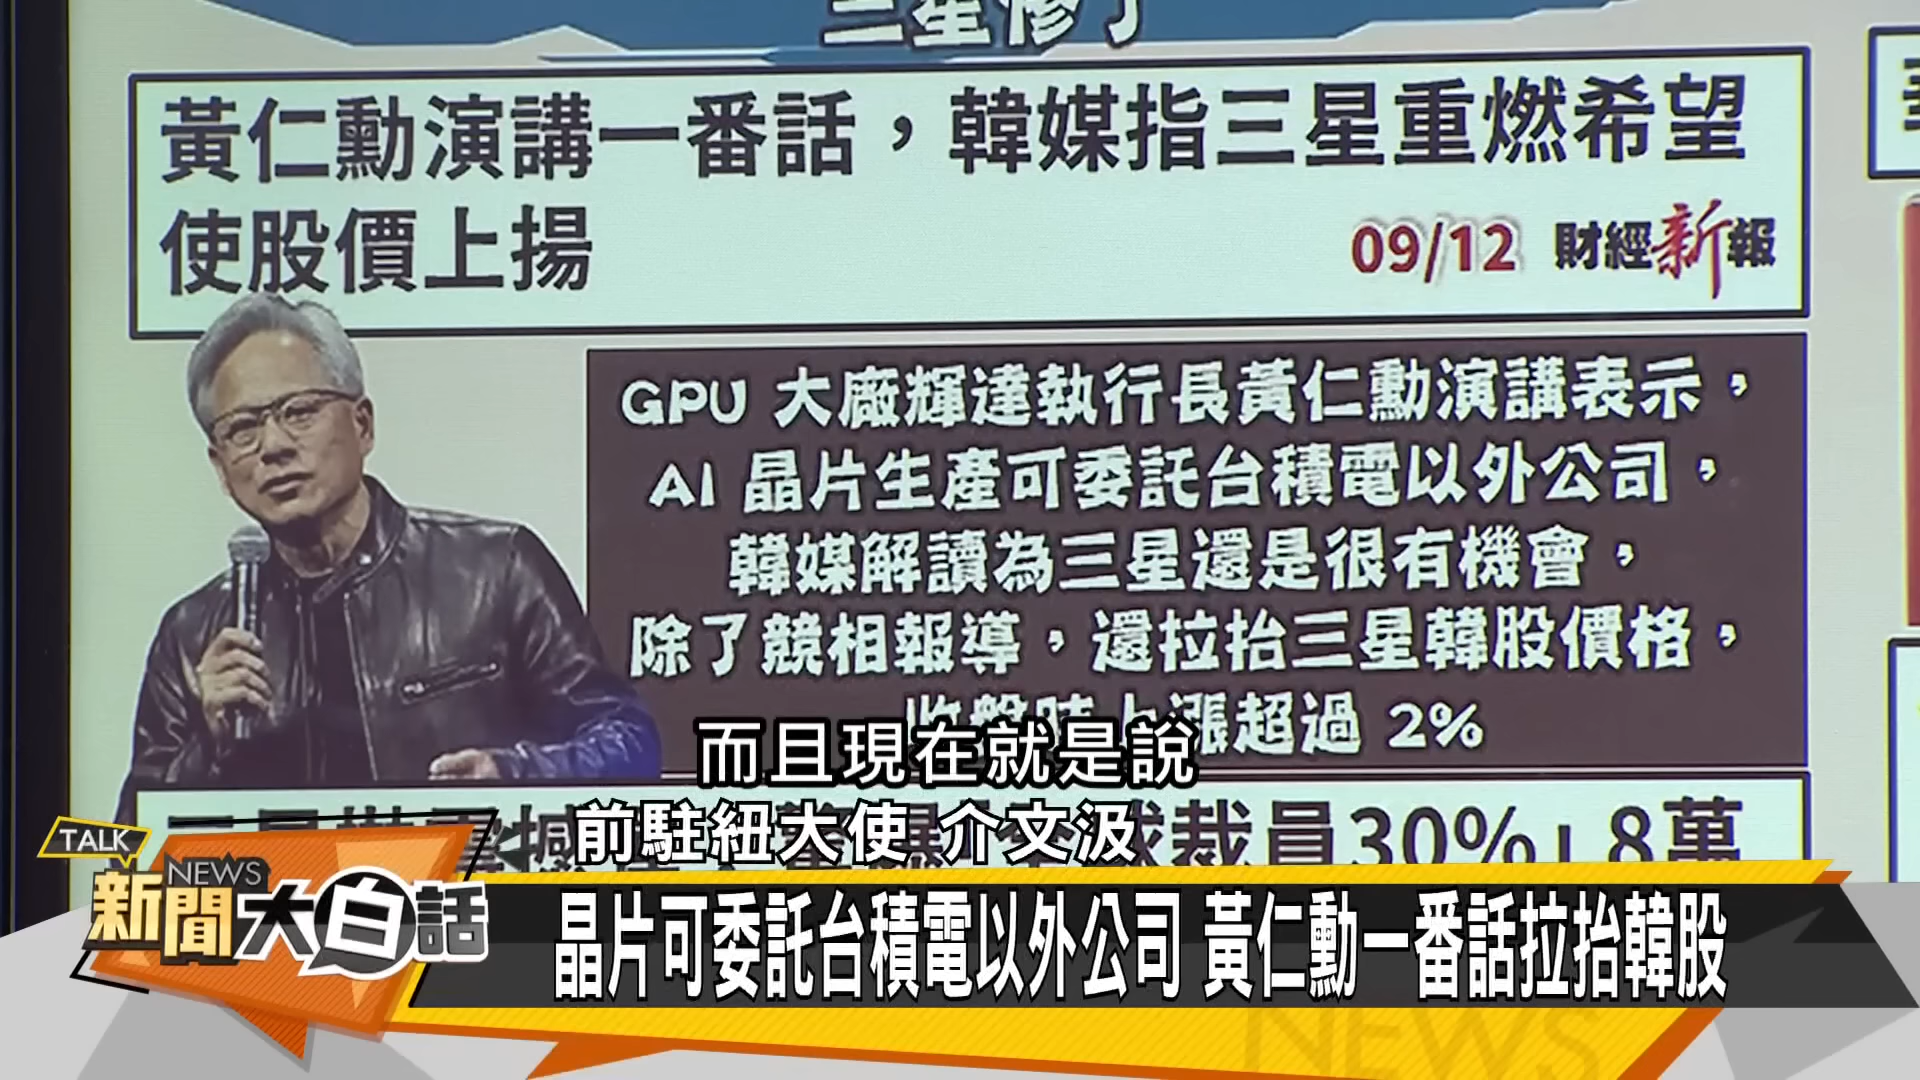 三星慘了
黃仁勳演講一番話，韓媒指三星重燃希望
使股價上揚
09/12 財經新報
GPU 大廠輝達執行長黃仁勳演講表示，
AI 晶片生產可委託台積電以外公司，
韓媒解讀為三星還是很有機會，
除了競相報導，還拉抬三星韓股價格，
收盤時上漲超過 2%
而且現在就是說
前駐紐大使 介文汲
裁員30%
8萬
TALK
NEWS
新聞大白話
晶片可委託台積電以外公司 黃仁勳一番話拉抬韓股
NEWS